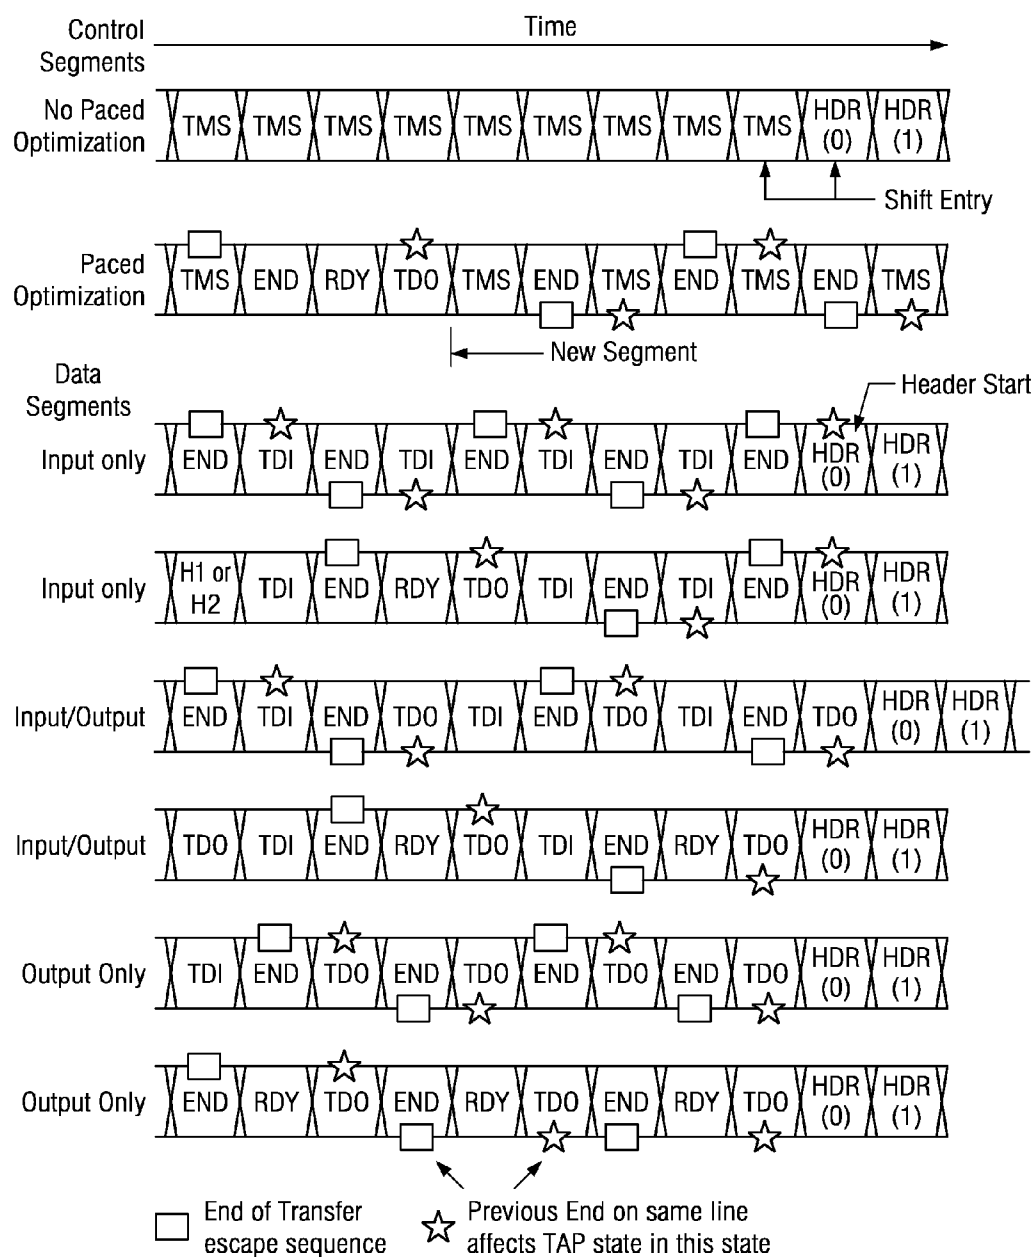 Control Segments
Time
No Paced Optimization
TMS TMS TMS TMS TMS TMS TMS TMS TMS HDR (0) HDR (1)
Shift Entry
Paced Optimization
TMS END RDY TDO TMS END TMS END TMS END TMS
New Segment
Data Segments
Header Start
Input only
END TDI END TDI END TDI END TDI END HDR (0) HDR (1)
Input only
H1 or H2 TDI END RDY TDO TDI END TDI END HDR (0) HDR (1)
Input/Output
END TDI END TDO TDI END TDO TDI END TDO HDR (0) HDR (1)
Input/Output
TDO TDI END RDY TDO TDI END RDY TDO HDR (0) HDR (1)
Output Only
TDI END TDO END TDO END TDO END TDO HDR (0) HDR (1)
Output Only
END RDY TDO END RDY TDO END RDY TDO HDR (0) HDR (1)
End of Transfer
escape sequence
Previous End on same line
affects TAP state in this state